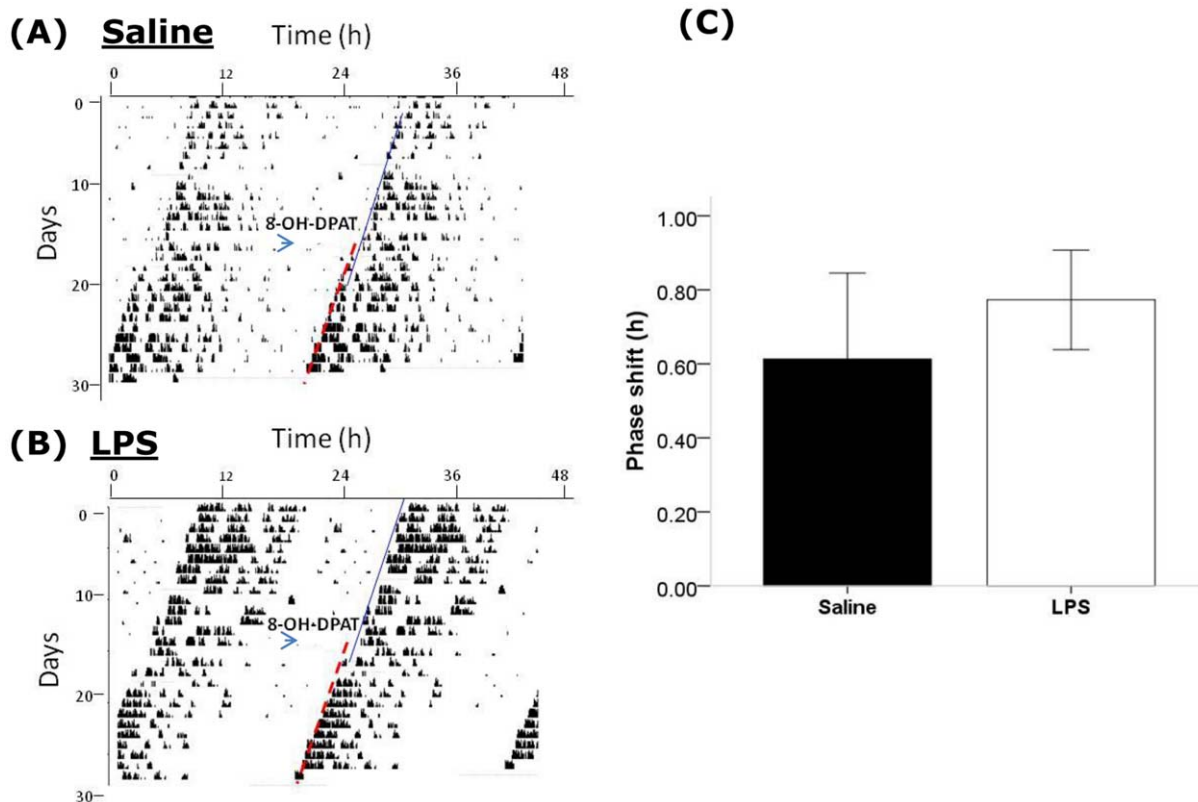 (A) Saline Time (h)
0 12 24 36 48
0
10
20
30
Days
8-OH-DPAT
(B) LPS Time (h)
0 12 24 36 48
0
10
20
30
Days
8-OH-DPAT
(C)
Phase shift (h)
1.00
0.80
0.60
0.40
0.20
0.00
Saline LPS